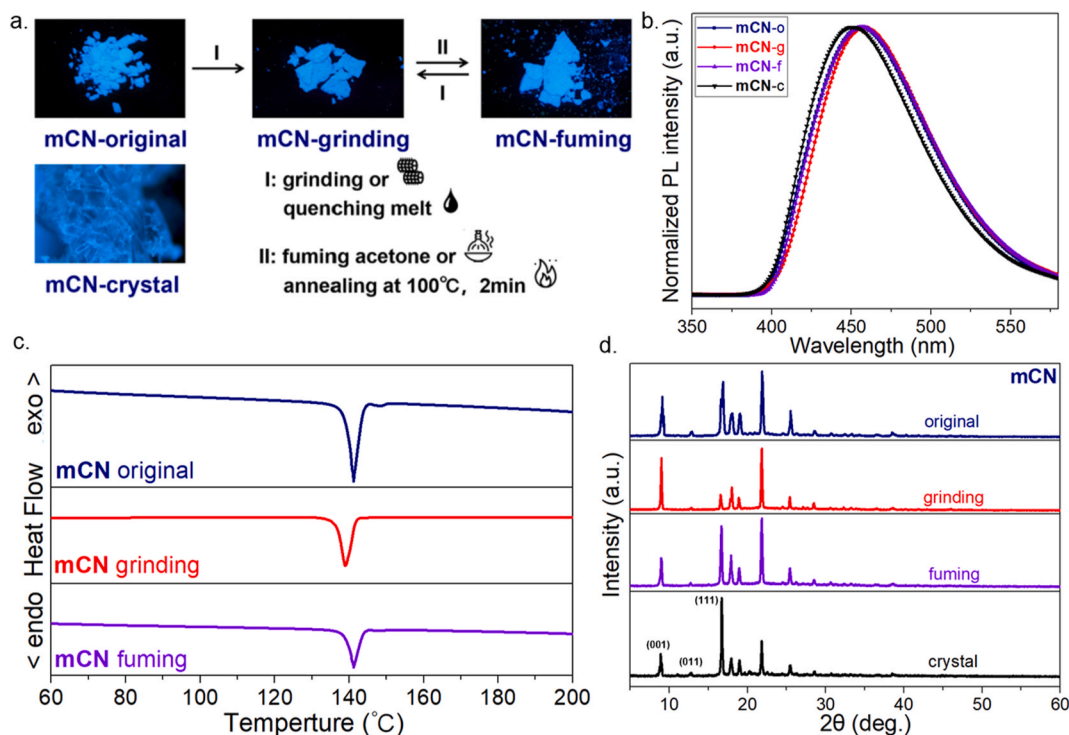 a.
I
II
I
mCN-original
mCN-grinding
mCN-fuming
mCN-crystal
I: grinding or
quenching melt
II: fuming acetone or
annealing at 100℃, 2min
b.
Normalized PL intensity (a.u.)
mCN-o
mCN-g
mCN-f
mCN-c
350 400 450 500 550
Wavelength (nm)
c.
< endo Heat Flow exo >
mCN original
mCN grinding
mCN fuming
60 80 100 120 140 160 180 200
Temperture (℃)
d.
Intensity (a.u.)
mCN
original
grinding
fuming
(001)
(011)
(111)
crystal
10 20 30 40 50 60
2θ (deg.)